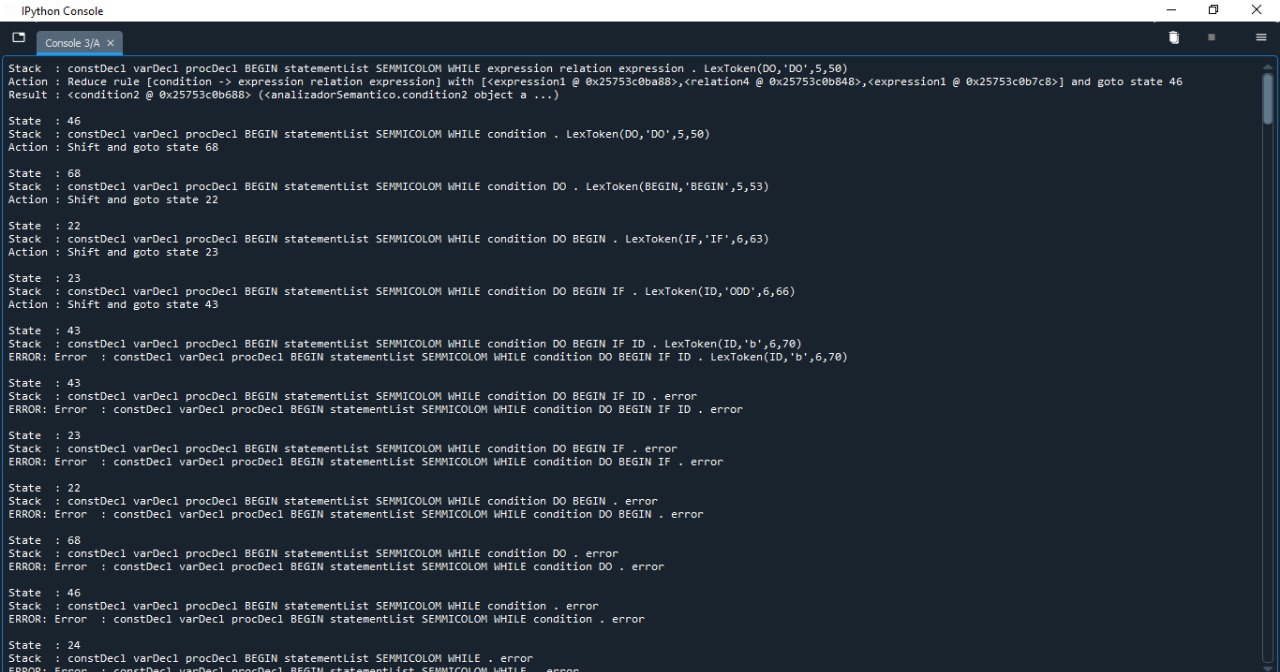 IPython Console
Console 3/A
Stack  : constDecl varDecl procDecl BEGIN statementList SEMMICOLOM WHILE expression relation expression . LexToken(DO,'DO',5,50)
Action : Reduce rule [condition -> expression relation expression] with [<expression1 @ 0x25753c0ba88>,<relation4 @ 0x25753c0b848>,<expression1 @ 0x25753c0b7c8>] and goto state 46
Result : <condition2 @ 0x25753c0b688> (<analizadorSemantico.condition2 object a ...)
State  : 46
Stack  : constDecl varDecl procDecl BEGIN statementList SEMMICOLOM WHILE condition . LexToken(DO,'DO',5,50)
Action : Shift and goto state 68
State  : 68
Stack  : constDecl varDecl procDecl BEGIN statementList SEMMICOLOM WHILE condition DO . LexToken(BEGIN,'BEGIN',5,53)
Action : Shift and goto state 22
State  : 22
Stack  : constDecl varDecl procDecl BEGIN statementList SEMMICOLOM WHILE condition DO BEGIN . LexToken(IF,'IF',6,63)
Action : Shift and goto state 23
State  : 23
Stack  : constDecl varDecl procDecl BEGIN statementList SEMMICOLOM WHILE condition DO BEGIN IF . LexToken(ID,'ODD',6,66)
Action : Shift and goto state 43
State  : 43
Stack  : constDecl varDecl procDecl BEGIN statementList SEMMICOLOM WHILE condition DO BEGIN IF ID . LexToken(ID,'b',6,70)
ERROR: Error  : constDecl varDecl procDecl BEGIN statementList SEMMICOLOM WHILE condition DO BEGIN IF ID . LexToken(ID,'b',6,70)
State  : 43
Stack  : constDecl varDecl procDecl BEGIN statementList SEMMICOLOM WHILE condition DO BEGIN IF ID . error
ERROR: Error  : constDecl varDecl procDecl BEGIN statementList SEMMICOLOM WHILE condition DO BEGIN IF ID . error
State  : 23
Stack  : constDecl varDecl procDecl BEGIN statementList SEMMICOLOM WHILE condition DO BEGIN IF . error
ERROR: Error  : constDecl varDecl procDecl BEGIN statementList SEMMICOLOM WHILE condition DO BEGIN IF . error
State  : 22
Stack  : constDecl varDecl procDecl BEGIN statementList SEMMICOLOM WHILE condition DO BEGIN . error
ERROR: Error  : constDecl varDecl procDecl BEGIN statementList SEMMICOLOM WHILE condition DO BEGIN . error
State  : 68
Stack  : constDecl varDecl procDecl BEGIN statementList SEMMICOLOM WHILE condition DO . error
ERROR: Error  : constDecl varDecl procDecl BEGIN statementList SEMMICOLOM WHILE condition DO . error
State  : 46
Stack  : constDecl varDecl procDecl BEGIN statementList SEMMICOLOM WHILE condition . error
ERROR: Error  : constDecl varDecl procDecl BEGIN statementList SEMMICOLOM WHILE condition . error
State  : 24
Stack  : constDecl varDecl procDecl BEGIN statementList SEMMICOLOM WHILE . error
ERROR: Error  : constDecl varDecl procDecl BEGIN statementList SEMMICOLOM WHILE . error